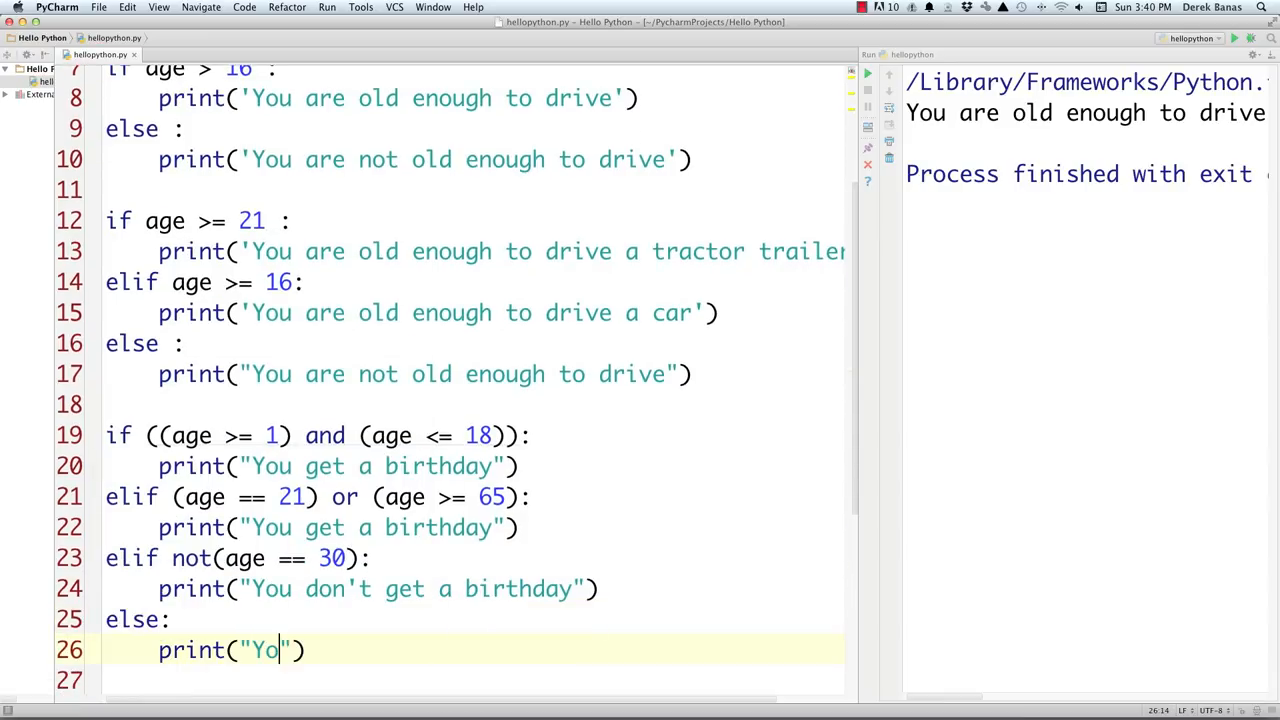 PyCharm File Edit View Navigate Code Refactor Run Tools VCS Window Help 10 8 Sun 3:40 PM Derek Banas
hellopython.py – Hello Python – [~/PycharmProjects/Hello Python]
Hello Python hellopython.py hellopython
hellopython.py Run hellopython
Hello P
hell
Extern
7 if age > 16 :
8 print('You are old enough to drive')
9 else :
10 print('You are not old enough to drive')
11
12 if age >= 21 :
13 print('You are old enough to drive a tractor trailer
14 elif age >= 16:
15 print('You are old enough to drive a car')
16 else :
17 print("You are not old enough to drive")
18
19 if ((age >= 1) and (age <= 18)):
20 print("You get a birthday")
21 elif (age == 21) or (age >= 65):
22 print("You get a birthday")
23 elif not(age == 30):
24 print("You don't get a birthday")
25 else:
26 print("Yo")
27
/Library/Frameworks/Python.
You are old enough to drive
Process finished with exit
26:14 LF UTF-8